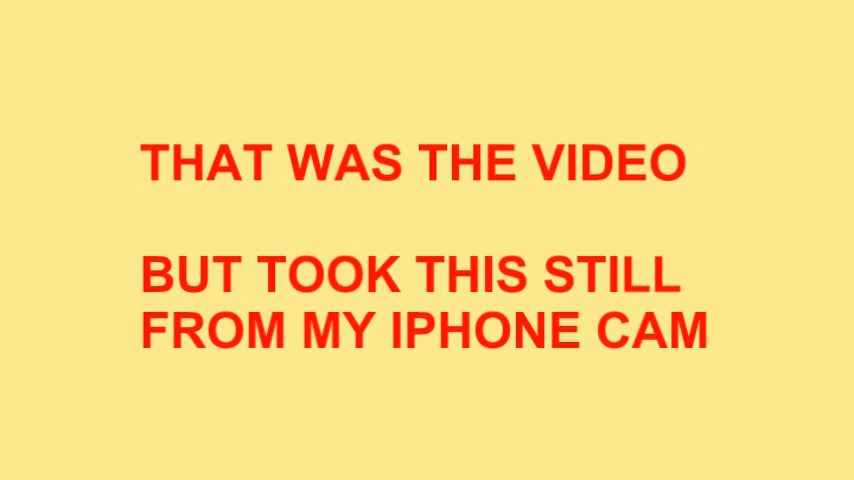 THAT WAS THE VIDEO
BUT TOOK THIS STILL
FROM MY IPHONE CAM